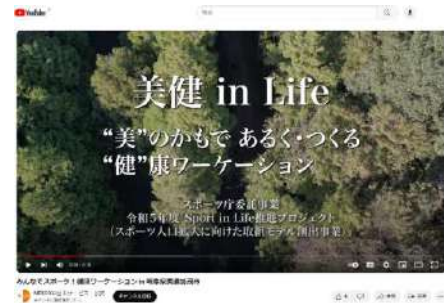 YouTube
検索
美健 in Life
“美”のかもで あるく・つくる
“健”康ワーケーション
スポーツ庁委託事業
令和5年度 Sport in Life推進プロジェクト
(スポーツ人口拡大に向けた取組モデル創出事業)
みんなでスポーク！健康ワーケーション in 岐阜県美濃加茂市
チャンネル登録